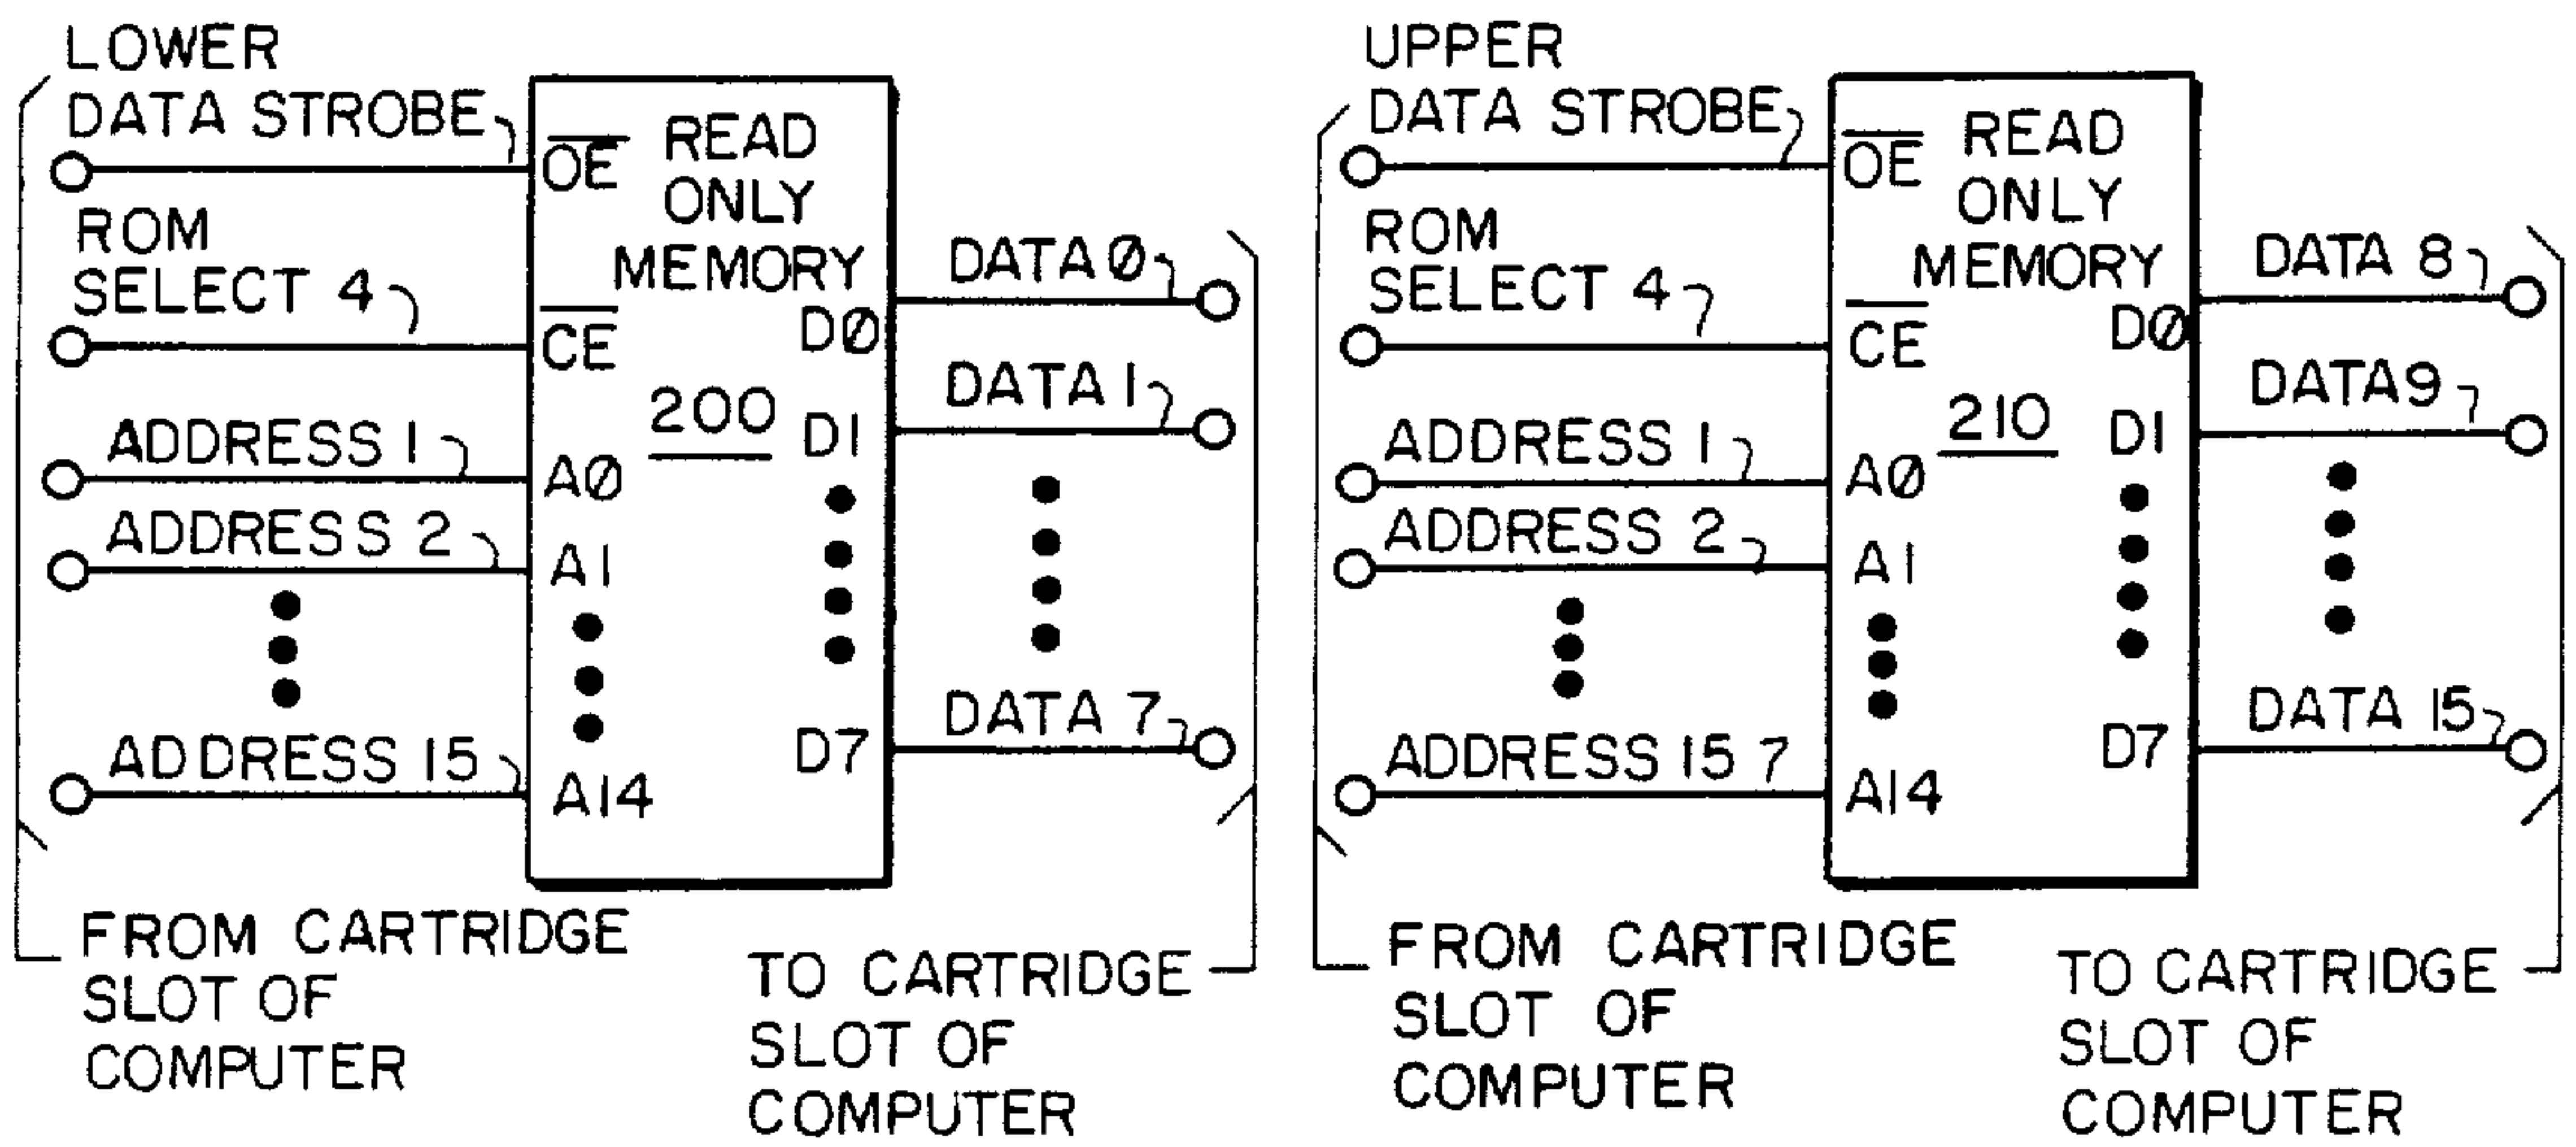 LOWER
DATA STROBE
ROM
SELECT 4
ADDRESS 1
ADDRESS 2
ADDRESS 15
OE
CE
A0
A1
A14
READ
ONLY
MEMORY
200
D0
D1
D7
DATA 0
DATA 1
DATA 7
FROM CARTRIDGE
SLOT OF
COMPUTER
TO CARTRIDGE
SLOT OF
COMPUTER
UPPER
DATA STROBE
ROM
SELECT 4
ADDRESS 1
ADDRESS 2
ADDRESS 15
OE
CE
A0
A1
A14
READ
ONLY
MEMORY
210
D0
D1
D7
DATA 8
DATA 9
DATA 15
FROM CARTRIDGE
SLOT OF
COMPUTER
TO CARTRIDGE
SLOT OF
COMPUTER